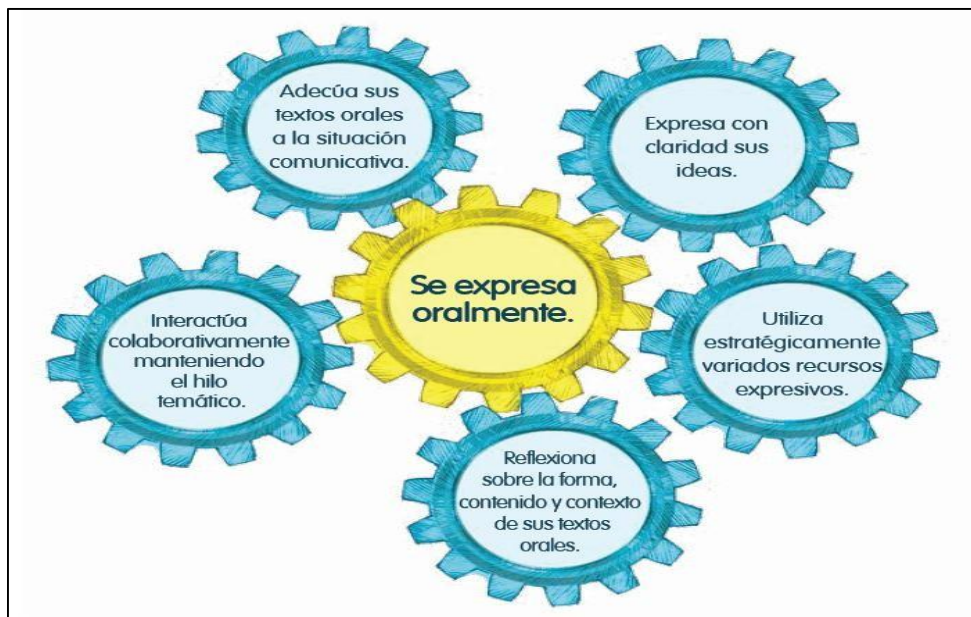 Adecúa sus
textos orales
a la situación
comunicativa.
Expresa con
claridad sus
ideas.
Se expresa
oralmente.
Interactúa
colaborativamente
manteniendo
el hilo
temático.
Utiliza
estratégicamente
variados recursos
expresivos.
Reflexiona
sobre la forma,
contenido y contexto
de sus textos
orales.